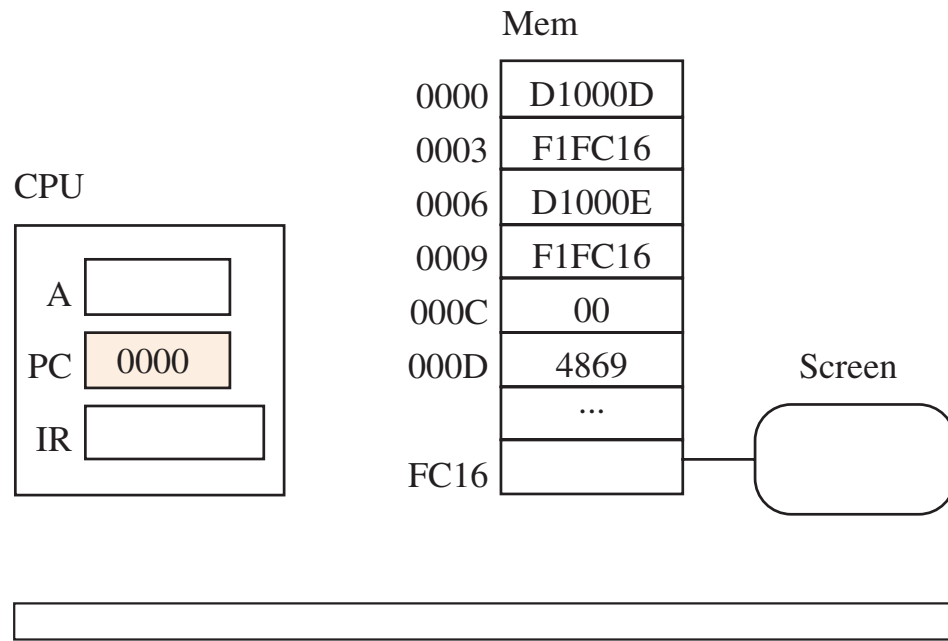 Mem
0000 D1000D
0003 F1FC16
CPU
0006 D1000E
0009 F1FC16
A
000C 00
PC 0000
000D 4869
Screen
...
IR
FC16